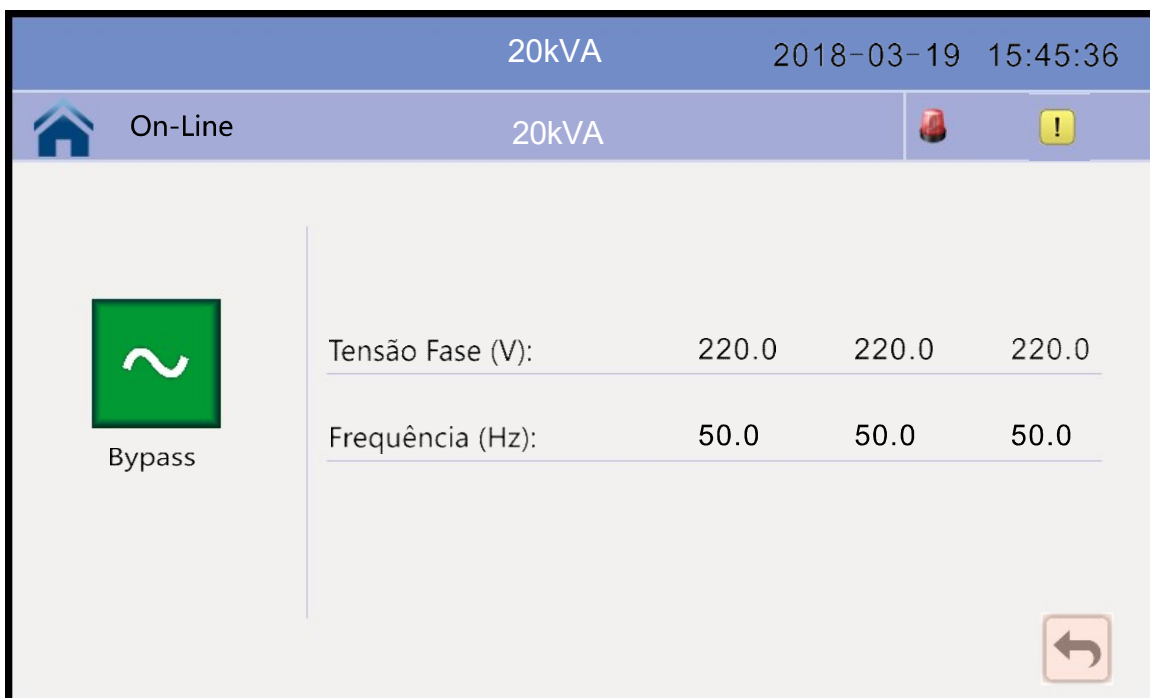 20kVA 2018-03-19 15:45:36
On-Line 20kVA !
Tensão Fase (V): 220.0 220.0 220.0
Frequência (Hz): 50.0 50.0 50.0
Bypass